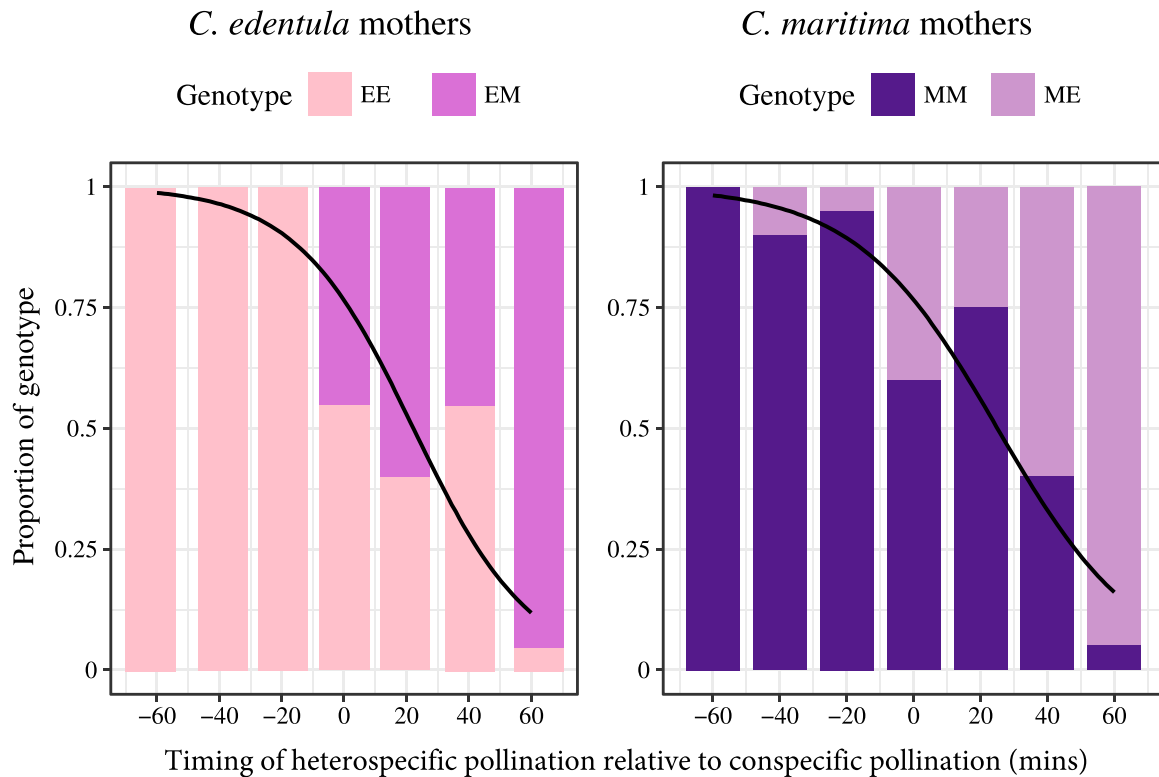 C. edentula mothers
C. maritima mothers
Genotype EE EM
Genotype MM ME
Proportion of genotype
1
0.75
0.5
0.25
0
−60 −40 −20 0 20 40 60
1
0.75
0.5
0.25
0
−60 −40 −20 0 20 40 60
Timing of heterospecific pollination relative to conspecific pollination (mins)